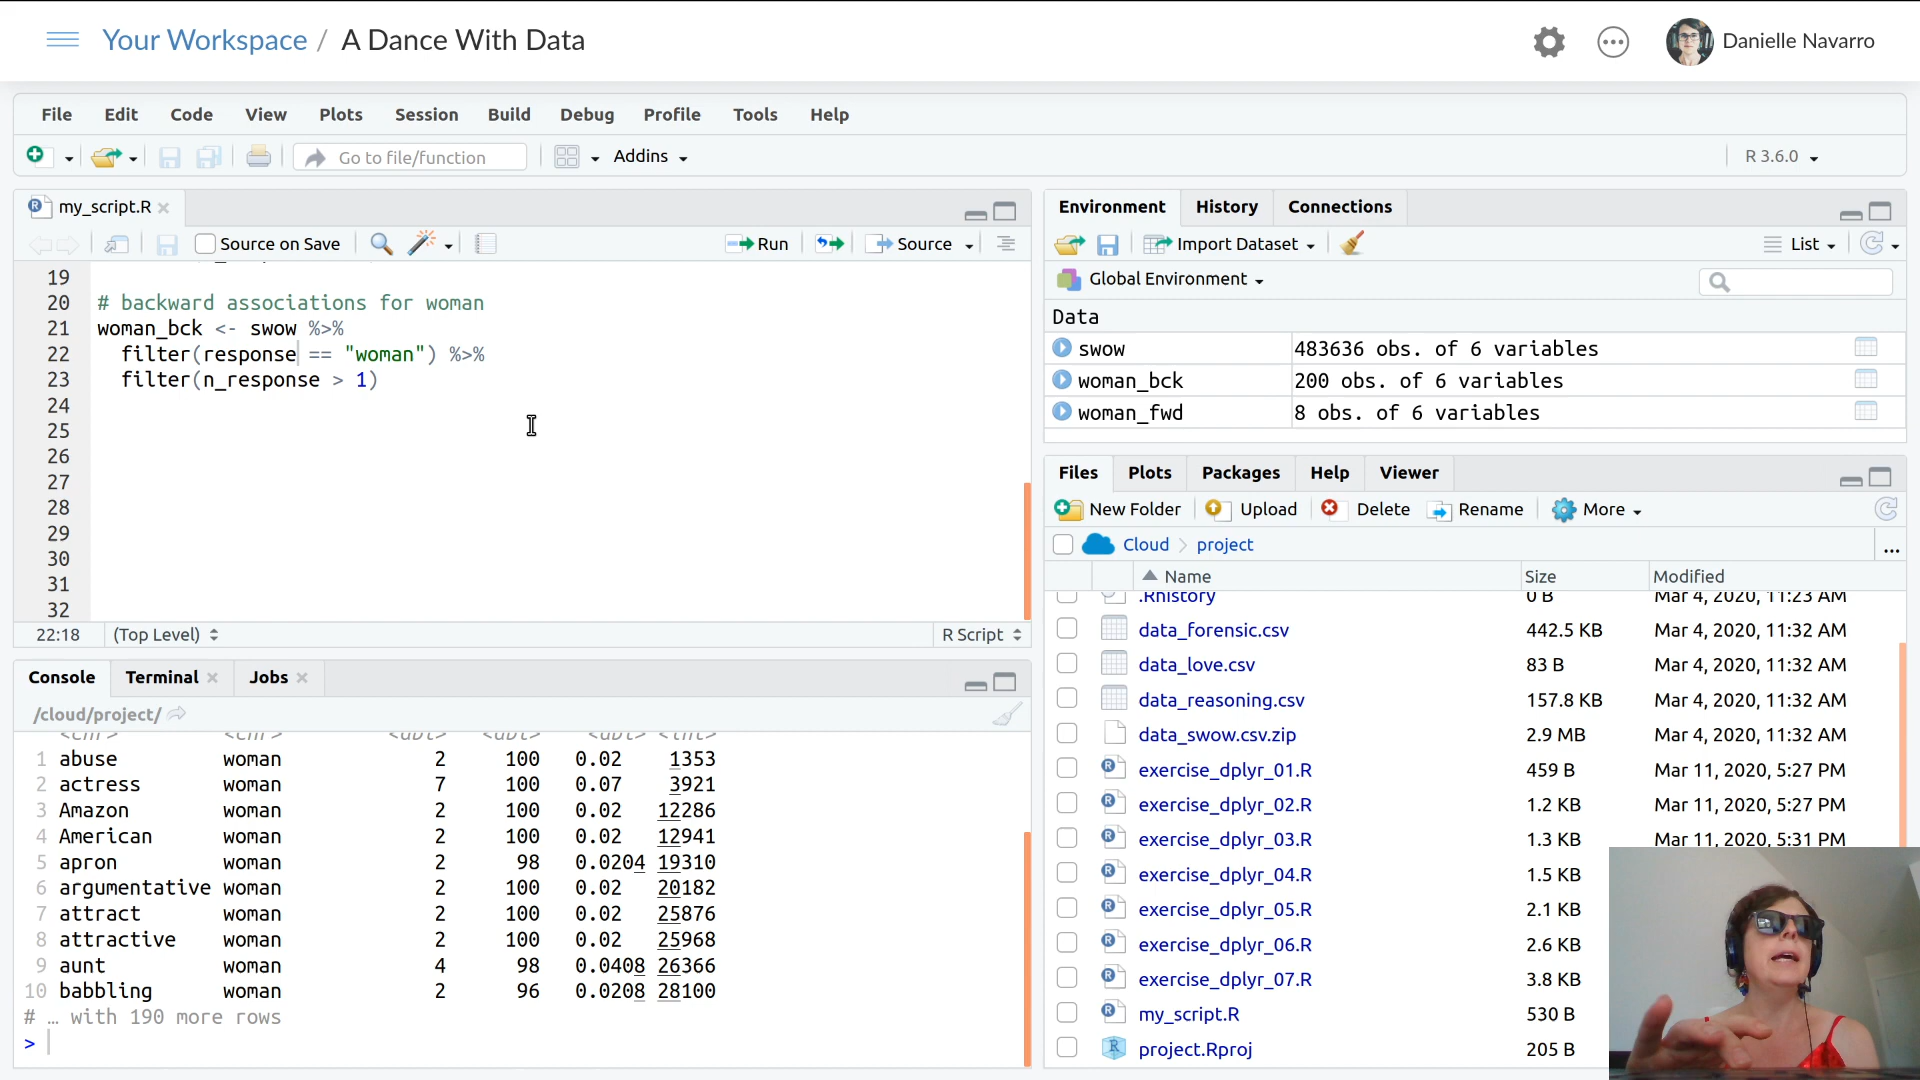 Your Workspace / A Dance With Data
Danielle Navarro
File Edit Code View Plots Session Build Debug Profile Tools Help
Go to file/function
Addins
R 3.6.0
my_script.R
Source on Save
Run
Source
19
20 # backward associations for woman
21 woman_bck <- swow %>%
22 filter(response == "woman") %>%
23 filter(n_response > 1)
24
25
26
27
28
29
30
31
32
22:18 (Top Level) R Script
Console Terminal Jobs
/cloud/project/
<chr> <chr> <dbl> <dbl> <dbl> <int>
1 abuse woman 2 100 0.02 1353
2 actress woman 7 100 0.07 3921
3 Amazon woman 2 100 0.02 12286
4 American woman 2 100 0.02 12941
5 apron woman 2 98 0.0204 19310
6 argumentative woman 2 100 0.02 20182
7 attract woman 2 100 0.02 25876
8 attractive woman 2 100 0.02 25968
9 aunt woman 4 98 0.0408 26366
10 babbling woman 2 96 0.0208 28100
# … with 190 more rows
>
Environment History Connections
Import Dataset
List
Global Environment
Data
swow 483636 obs. of 6 variables
woman_bck 200 obs. of 6 variables
woman_fwd 8 obs. of 6 variables
Files Plots Packages Help Viewer
New Folder Upload Delete Rename More
Cloud project ...
Name Size Modified
.Rhistory 0 B Mar 4, 2020, 11:23 AM
data_forensic.csv 442.5 KB Mar 4, 2020, 11:32 AM
data_love.csv 83 B Mar 4, 2020, 11:32 AM
data_reasoning.csv 157.8 KB Mar 4, 2020, 11:32 AM
data_swow.csv.zip 2.9 MB Mar 4, 2020, 11:32 AM
exercise_dplyr_01.R 459 B Mar 11, 2020, 5:27 PM
exercise_dplyr_02.R 1.2 KB Mar 11, 2020, 5:27 PM
exercise_dplyr_03.R 1.3 KB Mar 11, 2020, 5:31 PM
exercise_dplyr_04.R 1.5 KB
exercise_dplyr_05.R 2.1 KB
exercise_dplyr_06.R 2.6 KB
exercise_dplyr_07.R 3.8 KB
my_script.R 530 B
project.Rproj 205 B